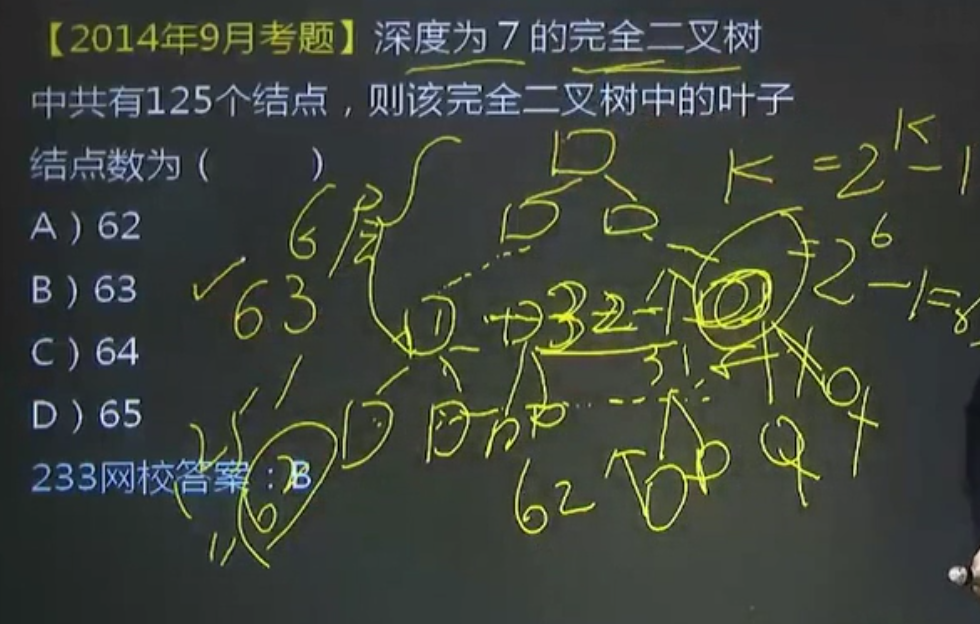 【2014年9月考题】深度为7的完全二叉树
中共有125个结点，则该完全二叉树中的叶子
结点数为（ ）
A）62
B）63
C）64
D）65
233网校答案：B
K=2^K-1
6层
=2^6-1=
63
32-1
31
62